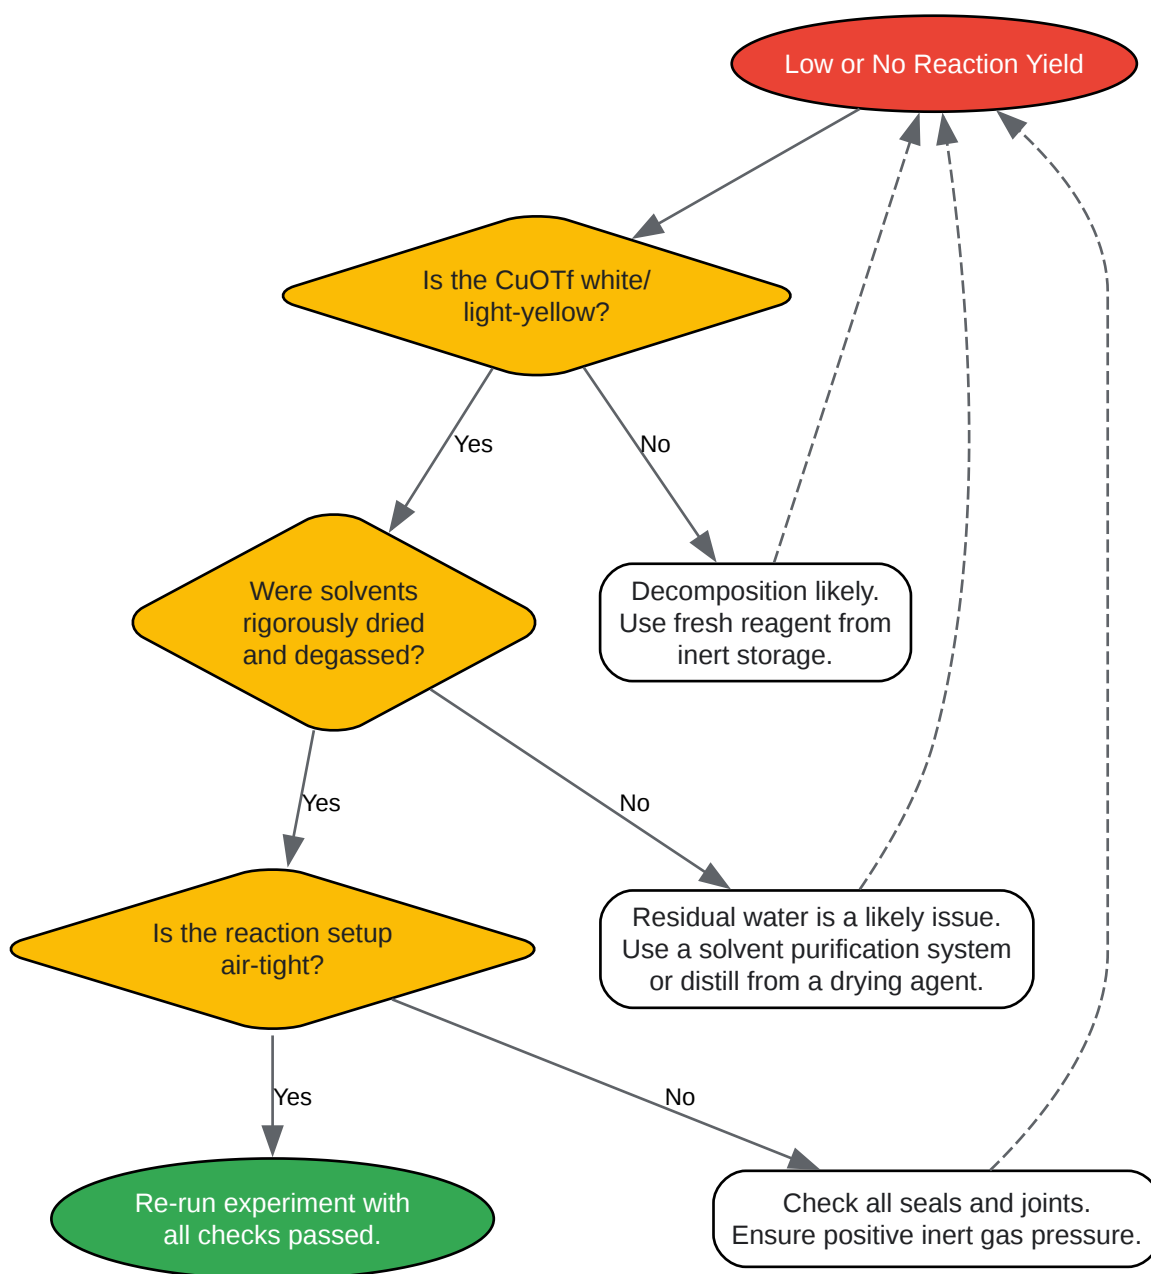 Low or No Reaction Yield
Is the CuOTf white/
light-yellow?
Yes
No
Were solvents
rigorously dried
and degassed?
Decomposition likely.
Use fresh reagent from
inert storage.
Yes
No
Is the reaction setup
air-tight?
Residual water is a likely issue.
Use a solvent purification system
or distill from a drying agent.
Yes
No
Re-run experiment with
all checks passed.
Check all seals and joints.
Ensure positive inert gas pressure.